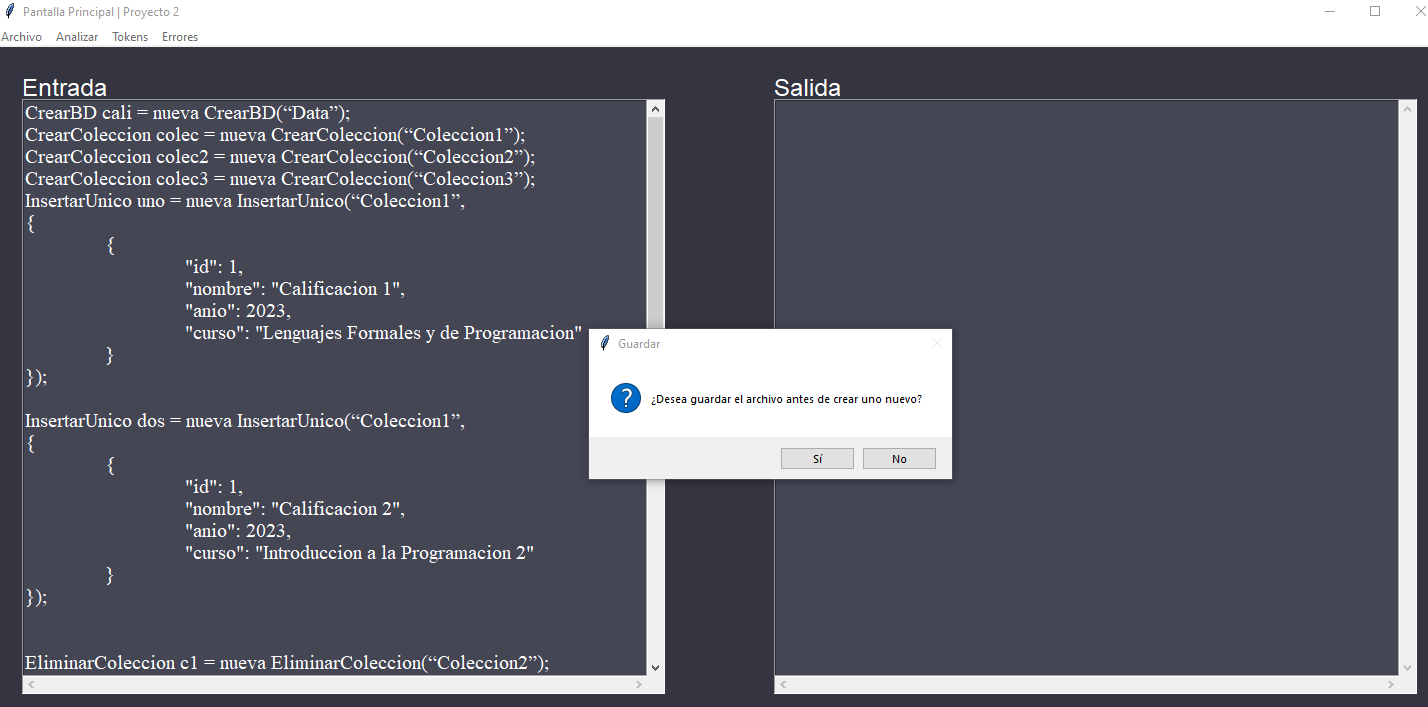 Pantalla Principal | Proyecto 2
Archivo Analizar Tokens Errores
Entrada
CrearBD cali = nueva CrearBD(“Data”);
CrearColeccion colec = nueva CrearColeccion(“Coleccion1”);
CrearColeccion colec2 = nueva CrearColeccion(“Coleccion2”);
CrearColeccion colec3 = nueva CrearColeccion(“Coleccion3”);
InsertarUnico uno = nueva InsertarUnico(“Coleccion1”,
{
{
"id": 1,
"nombre": "Calificacion 1",
"anio": 2023,
"curso": "Lenguajes Formales y de Programacion"
}
});
InsertarUnico dos = nueva InsertarUnico(“Coleccion1”,
{
{
"id": 1,
"nombre": "Calificacion 2",
"anio": 2023,
"curso": "Introduccion a la Programacion 2"
}
});
EliminarColeccion c1 = nueva EliminarColeccion(“Coleccion2”);
Salida
Guardar
¿Desea guardar el archivo antes de crear uno nuevo?
Sí No